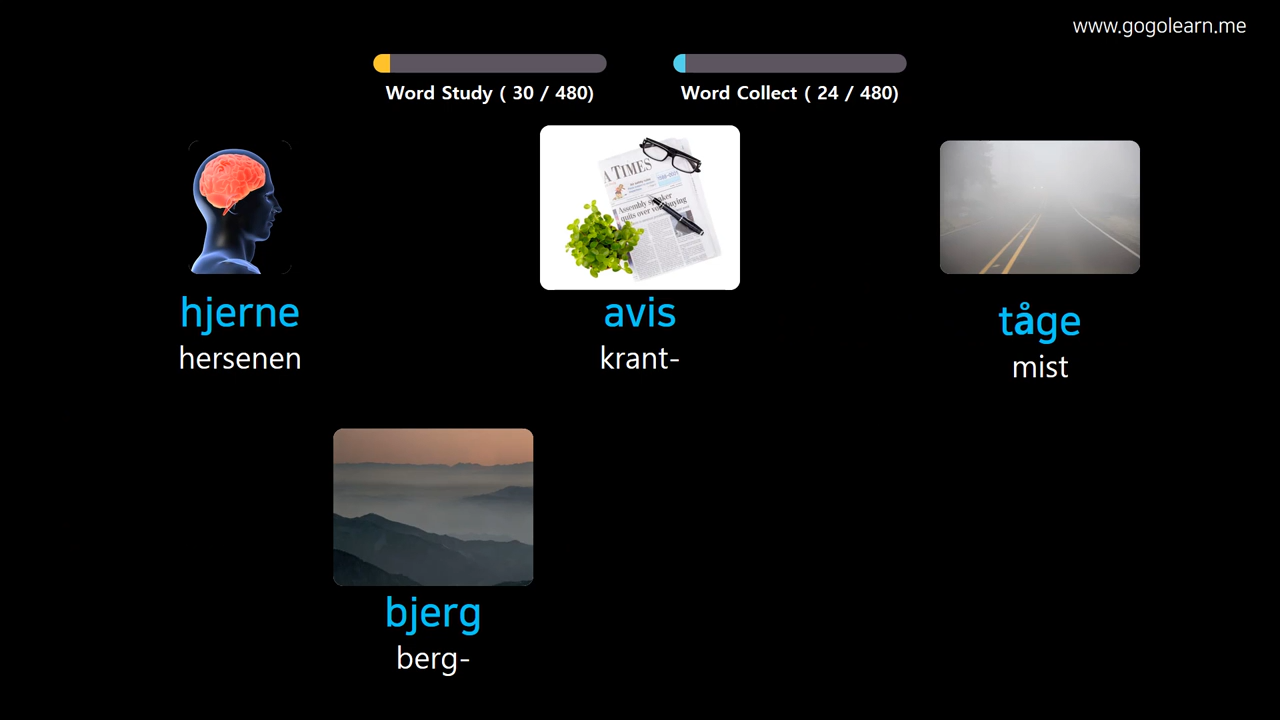 www.gogolearn.me
Word Study ( 30 / 480)
Word Collect ( 24 / 480)
A TIMES
hjerne
hersenen
avis
krant-
tåge
mist
bjerg
berg-